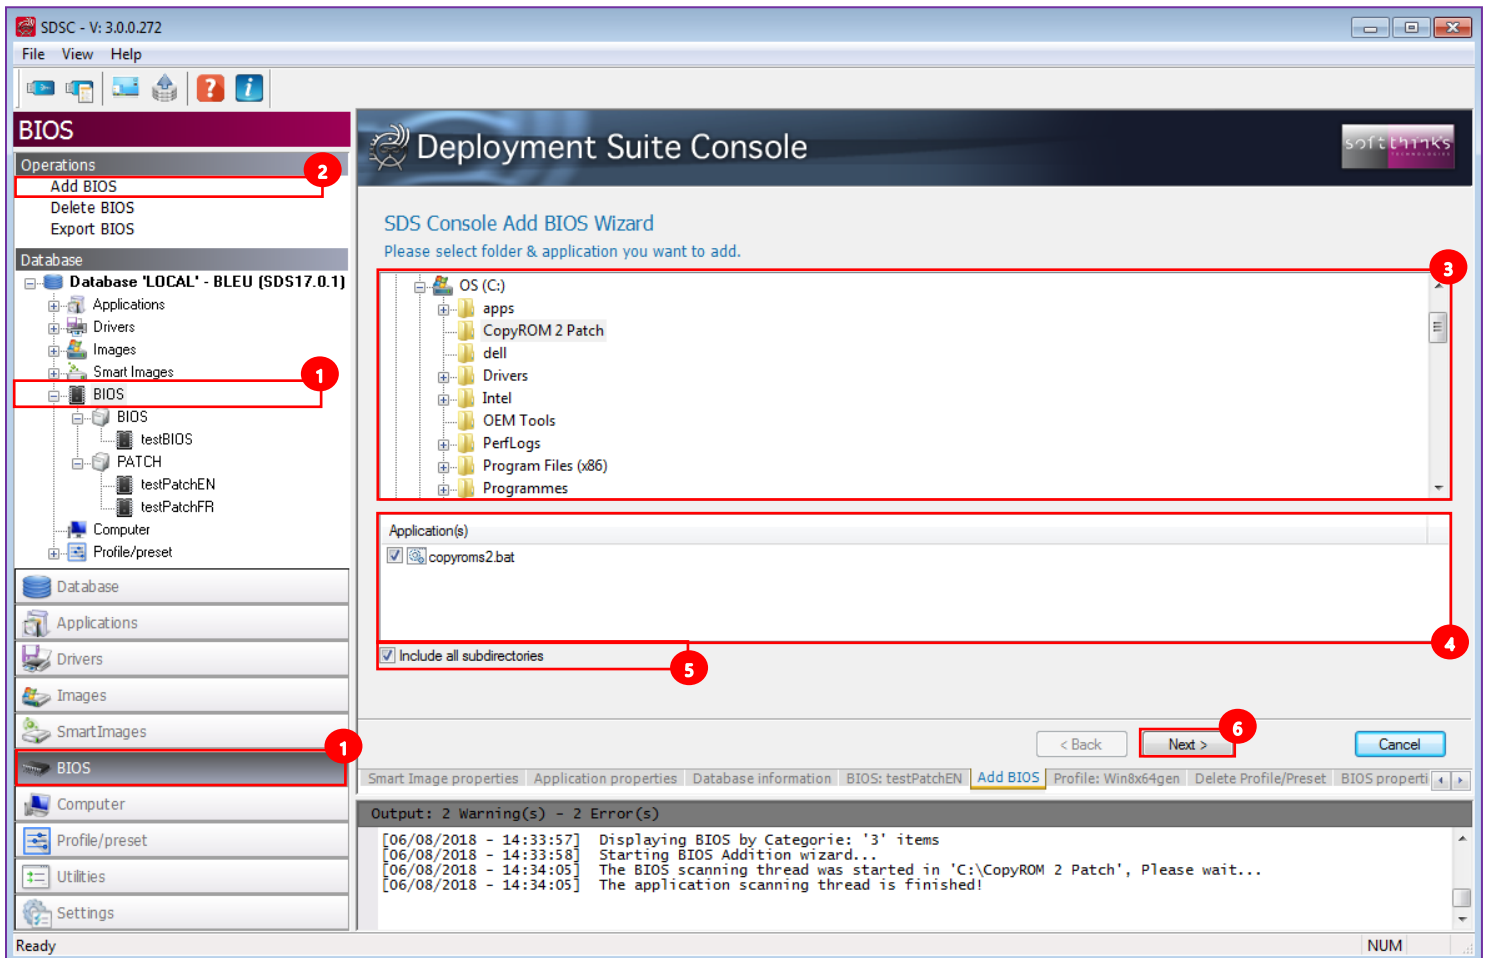 SDSC - V: 3.0.0.272
File View Help
BIOS
Operations
2
Add BIOS
Delete BIOS
Export BIOS
Database
Database 'LOCAL' - BLEU (SDS17.0.1)
Applications
Drivers
Images
Smart Images
1
BIOS
BIOS
testBIOS
PATCH
testPatchEN
testPatchFR
Computer
Profile/preset
Database
Applications
Drivers
Images
SmartImages
1
BIOS
Computer
Profile/preset
Utilities
Settings
Deployment Suite Console
softthinks
TECHNOLOGIES
SDS Console Add BIOS Wizard
Please select folder & application you want to add.
3
OS (C:)
apps
CopyROM 2 Patch
dell
Drivers
Intel
OEM Tools
PerfLogs
Program Files (x86)
Programmes
Application(s)
copyroms2.bat
4
Include all subdirectories
5
6
< Back Next > Cancel
Smart Image properties Application properties Database information BIOS: testPatchEN Add BIOS Profile: Win8x64gen Delete Profile/Preset BIOS properti
Output: 2 Warning(s) - 2 Error(s)
[06/08/2018 - 14:33:57] Displaying BIOS by Categorie: '3' items
[06/08/2018 - 14:33:58] Starting BIOS Addition wizard...
[06/08/2018 - 14:34:05] The BIOS scanning thread was started in 'C:\CopyROM 2 Patch', Please wait...
[06/08/2018 - 14:34:05] The application scanning thread is finished!
Ready NUM